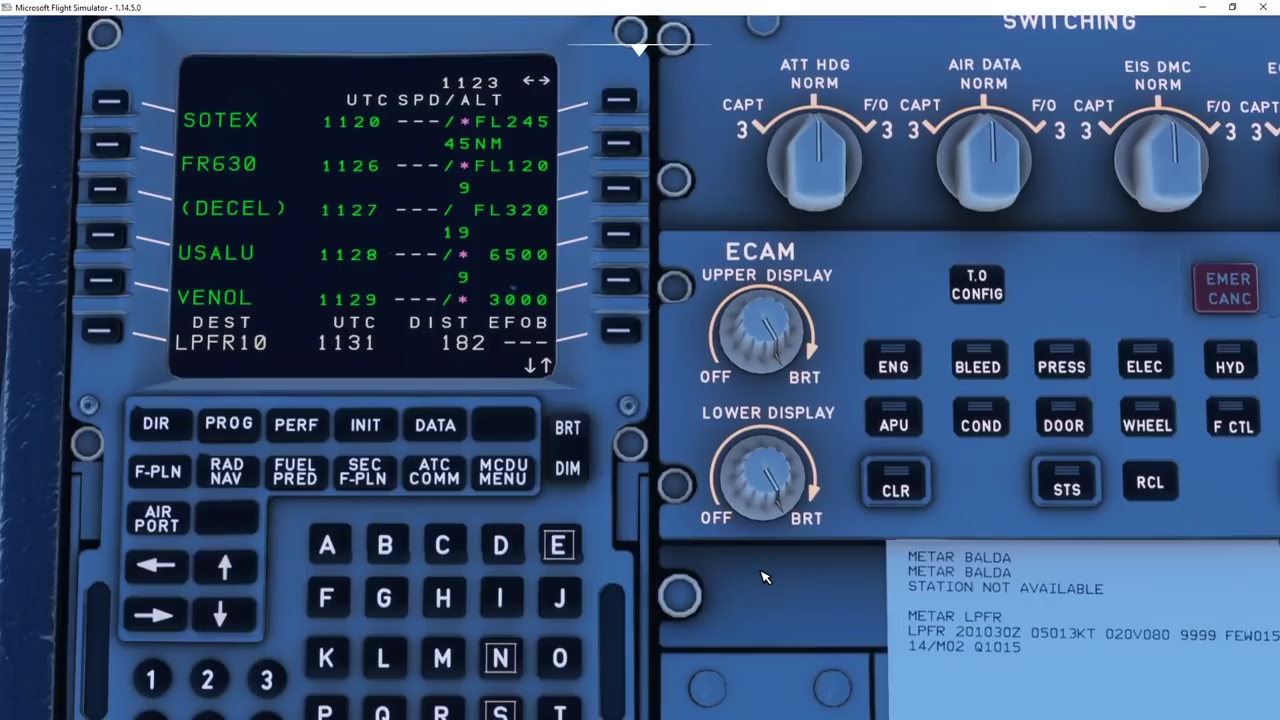 Microsoft Flight Simulator - 1.14.5.0
1123 ←→
UTC SPD/ALT
SOTEX 1120 ---/*FL245
45NM
FR630 1126 ---/*FL120
9
(DECEL) 1127 ---/ FL320
19
USALU 1128 ---/* 6500
9
VENOL 1129 ---/* 3000
DEST UTC DIST EFOB
LPFR10 1131 182 ---
↓↑
DIR PROG PERF INIT DATA
BRT
DIM
F-PLN RAD NAV FUEL PRED SEC F-PLN ATC COMM MCDU MENU
AIR PORT
← ↑
→ ↓
A B C D E
F G H I J
K L M N O
P Q R S T
1 2 3
SWITCHING
ATT HDG
NORM
CAPT
3
F/O
3
AIR DATA
NORM
CAPT
3
F/O
3
EIS DMC
NORM
CAPT
3
F/O
3
CAPT
3
ECAM
UPPER DISPLAY
OFF BRT
LOWER DISPLAY
OFF BRT
T.O
CONFIG
EMER
CANC
ENG BLEED PRESS ELEC HYD
APU COND DOOR WHEEL F CTL
CLR STS RCL
METAR BALDA
METAR BALDA
STATION NOT AVAILABLE
METAR LPFR
LPFR 201030Z 05013KT 020V080 9999 FEW015
14/M02 Q1015